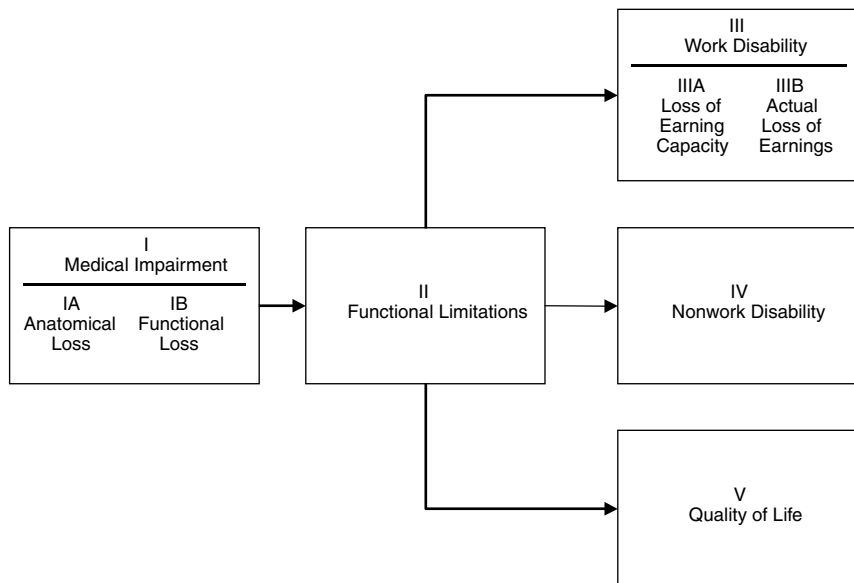 III
Work Disability
IIIA
Loss of
Earning
Capacity
IIIB
Actual
Loss of
Earnings
I
Medical Impairment
IA
Anatomical
Loss
IB
Functional
Loss
II
Functional Limitations
IV
Nonwork Disability
V
Quality of Life